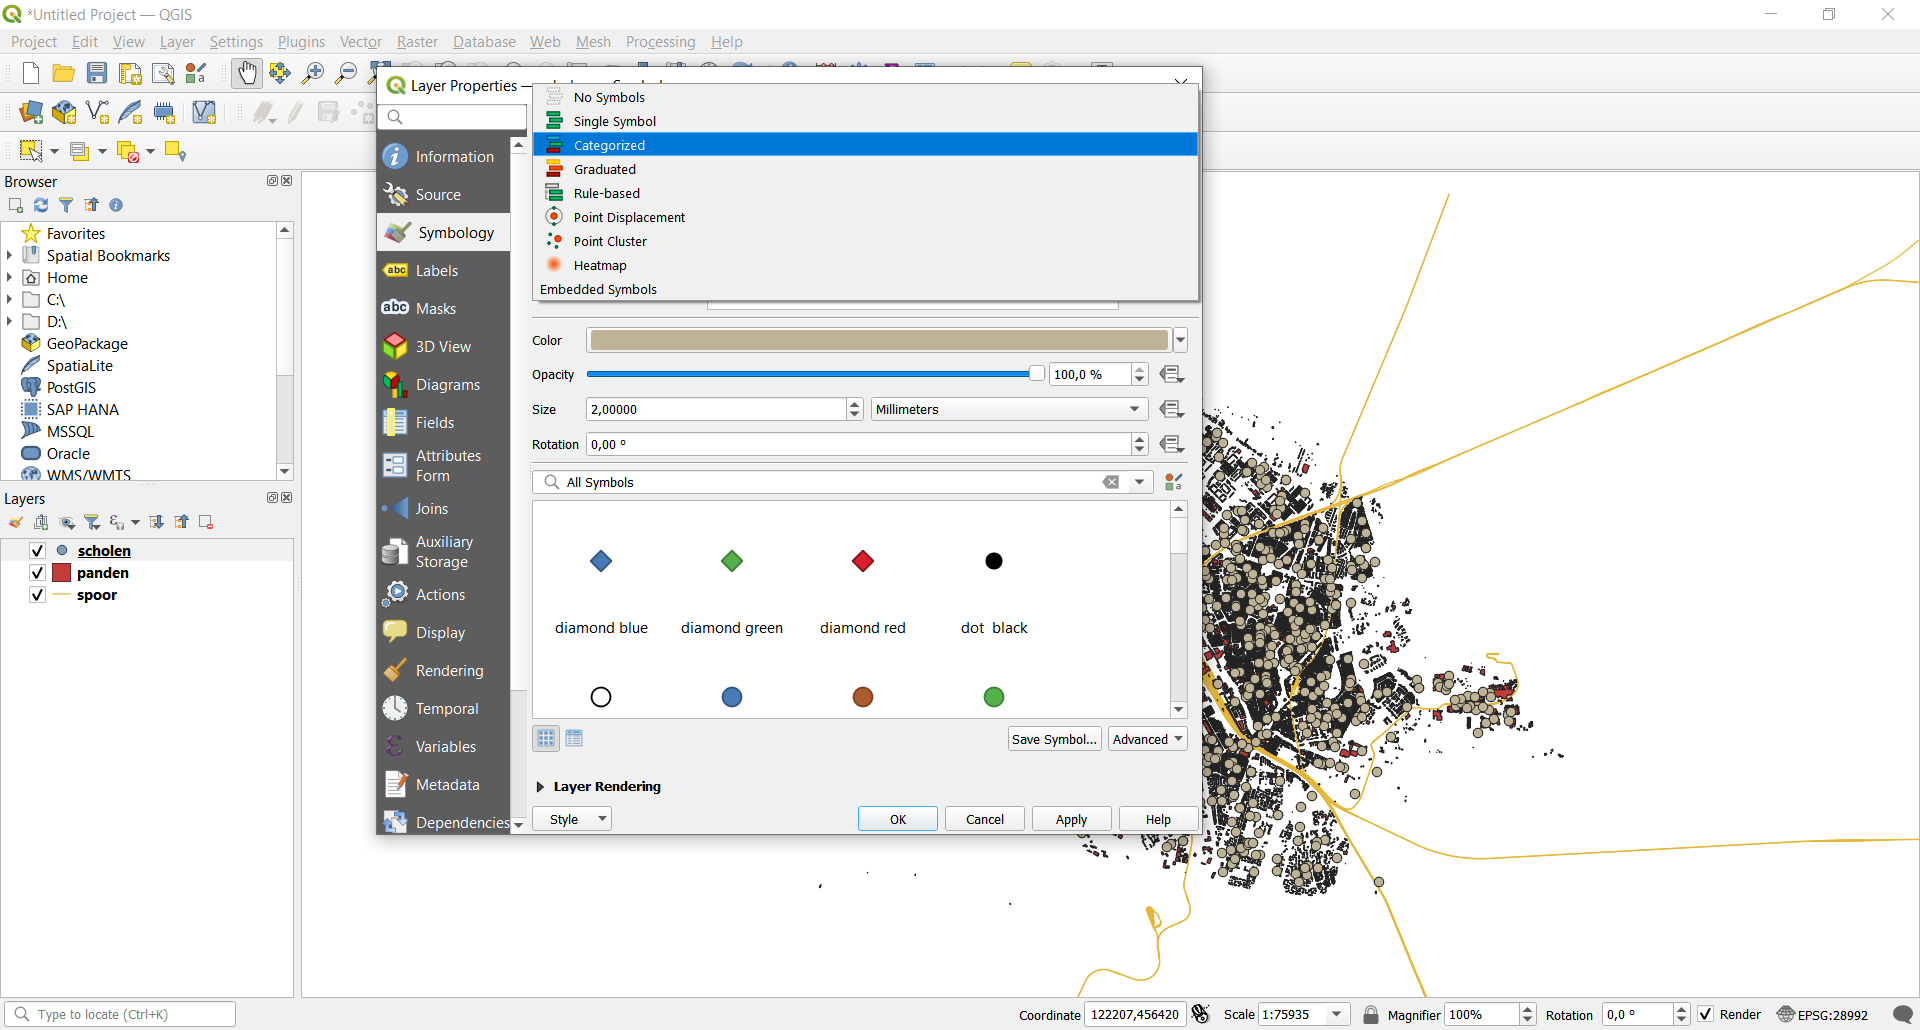 *Untitled Project — QGIS
Project Edit View Layer Settings Plugins Vector Raster Database Web Mesh Processing Help
Layer Properties —
No Symbols
Single Symbol
Categorized
Graduated
Rule-based
Point Displacement
Point Cluster
Heatmap
Embedded Symbols
Information
Source
Symbology
Labels
Masks
3D View
Diagrams
Fields
Attributes
Form
Joins
Auxiliary
Storage
Actions
Display
Rendering
Temporal
Variables
Metadata
Dependencies
Color
Opacity 100,0 %
Size 2,00000 Millimeters
Rotation 0,00 °
All Symbols
diamond blue diamond green diamond red dot black
Save Symbol... Advanced
Layer Rendering
Style OK Cancel Apply Help
Browser
Favorites
Spatial Bookmarks
Home
C:\
D:\
GeoPackage
SpatiaLite
PostGIS
SAP HANA
MSSQL
Oracle
WMS/WMTS
Layers
scholen
panden
spoor
Type to locate (Ctrl+K) Coordinate 122207,456420 Scale 1:75935 Magnifier 100% Rotation 0,0 ° Render EPSG:28992